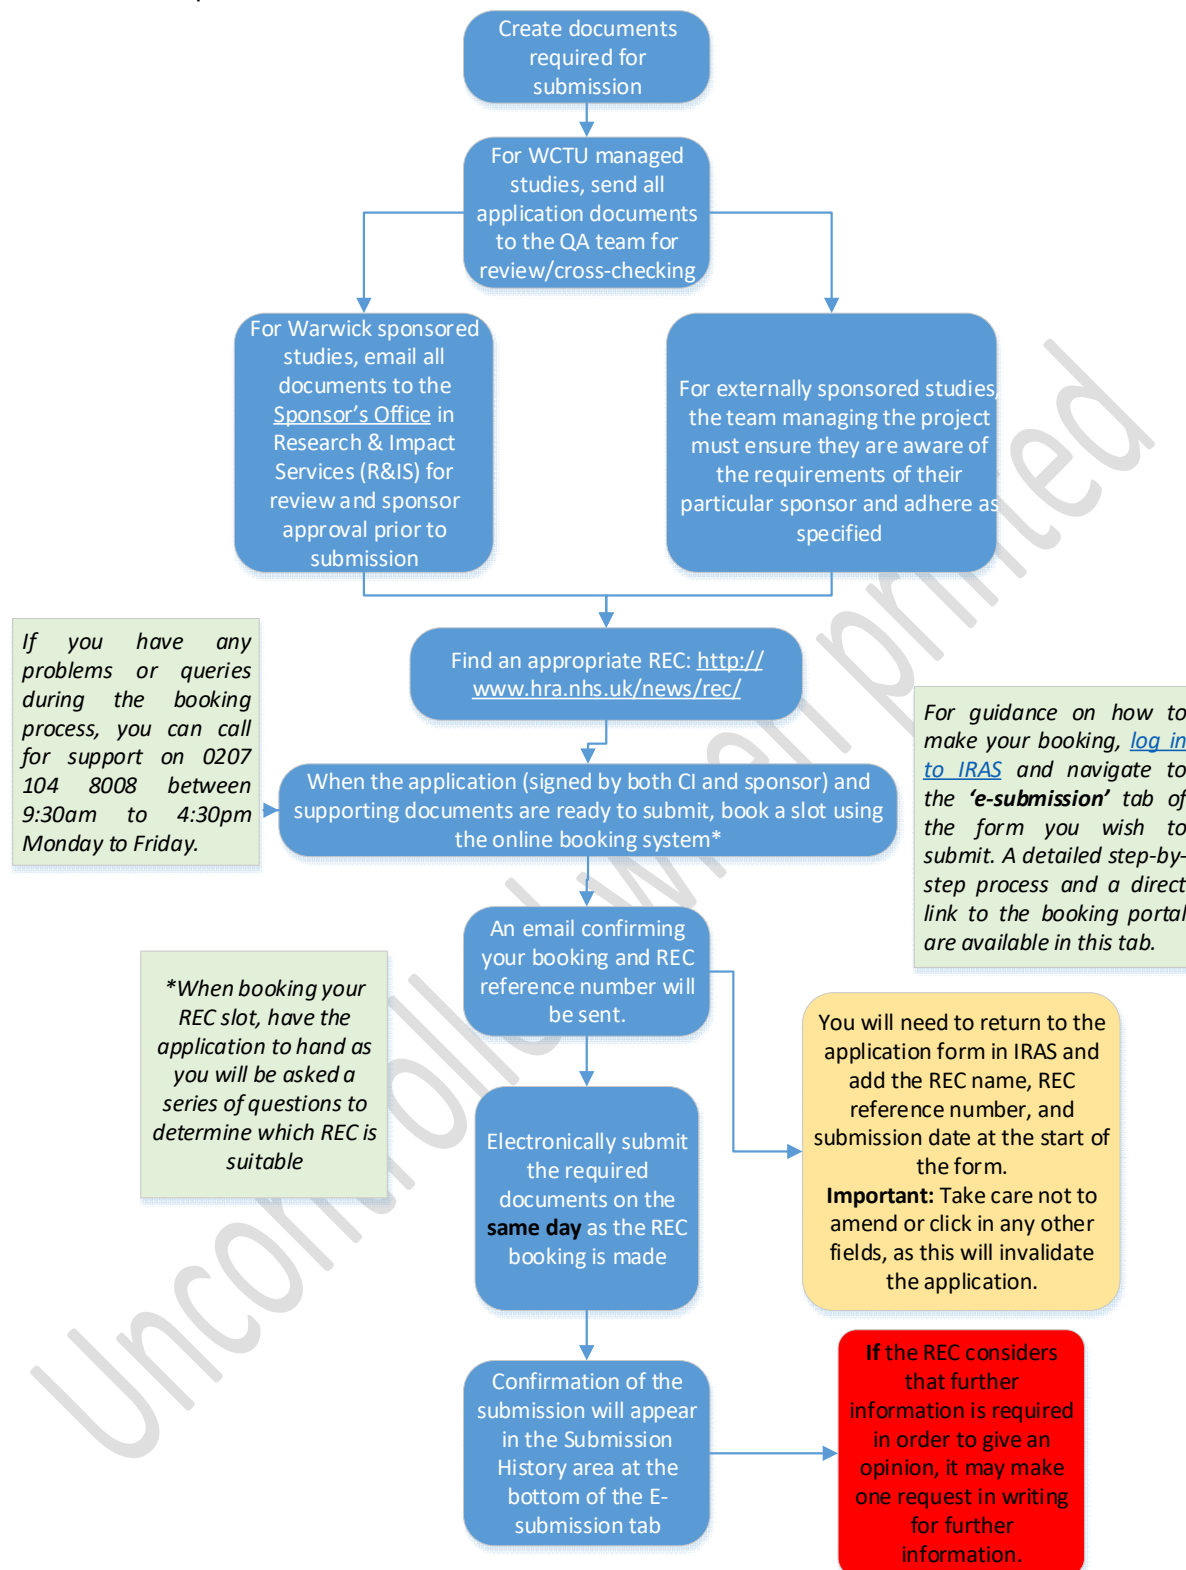 Create documents
required for
submission
For WCTU managed
studies, send all
application documents
to the QA team for
review/cross-checking
For Warwick sponsored
studies, email all
documents to the
Sponsor's Office in
Research & Impact
Services (R&IS) for
review and sponsor
approval prior to
submission
For externally sponsored studies,
the team managing the project
must ensure they are aware of
the requirements of their
particular sponsor and adhere as
specified
If you have any
problems or queries
during the booking
process, you can call
for support on 0207
104 8008 between
9:30am to 4:30pm
Monday to Friday.
Find an appropriate REC: http://
www.hra.nhs.uk/news/rec/
When the application (signed by both CI and sponsor) and
supporting documents are ready to submit, book a slot using
the online booking system*
For guidance on how to
make your booking, log in
to IRAS and navigate to
the ‘e-submission’ tab of
the form you wish to
submit. A detailed step-by-
step process and a direct
link to the booking portal
are available in this tab.
An email confirming
your booking and REC
reference number will
be sent.
*When booking your
REC slot, have the
application to hand as
you will be asked a
series of questions to
determine which REC is
suitable
You will need to return to the
application form in IRAS and
add the REC name, REC
reference number, and
submission date at the start of
the form.
Important: Take care not to
amend or click in any other
fields, as this will invalidate
the application.
Electronically submit
the required
documents on the
same day as the REC
booking is made
Confirmation of the
submission will appear
in the Submission
History area at the
bottom of the E-
submission tab
If the REC considers
that further
information is required
in order to give an
opinion, it may make
one request in writing
for further
information.
Uncontrolled when printed